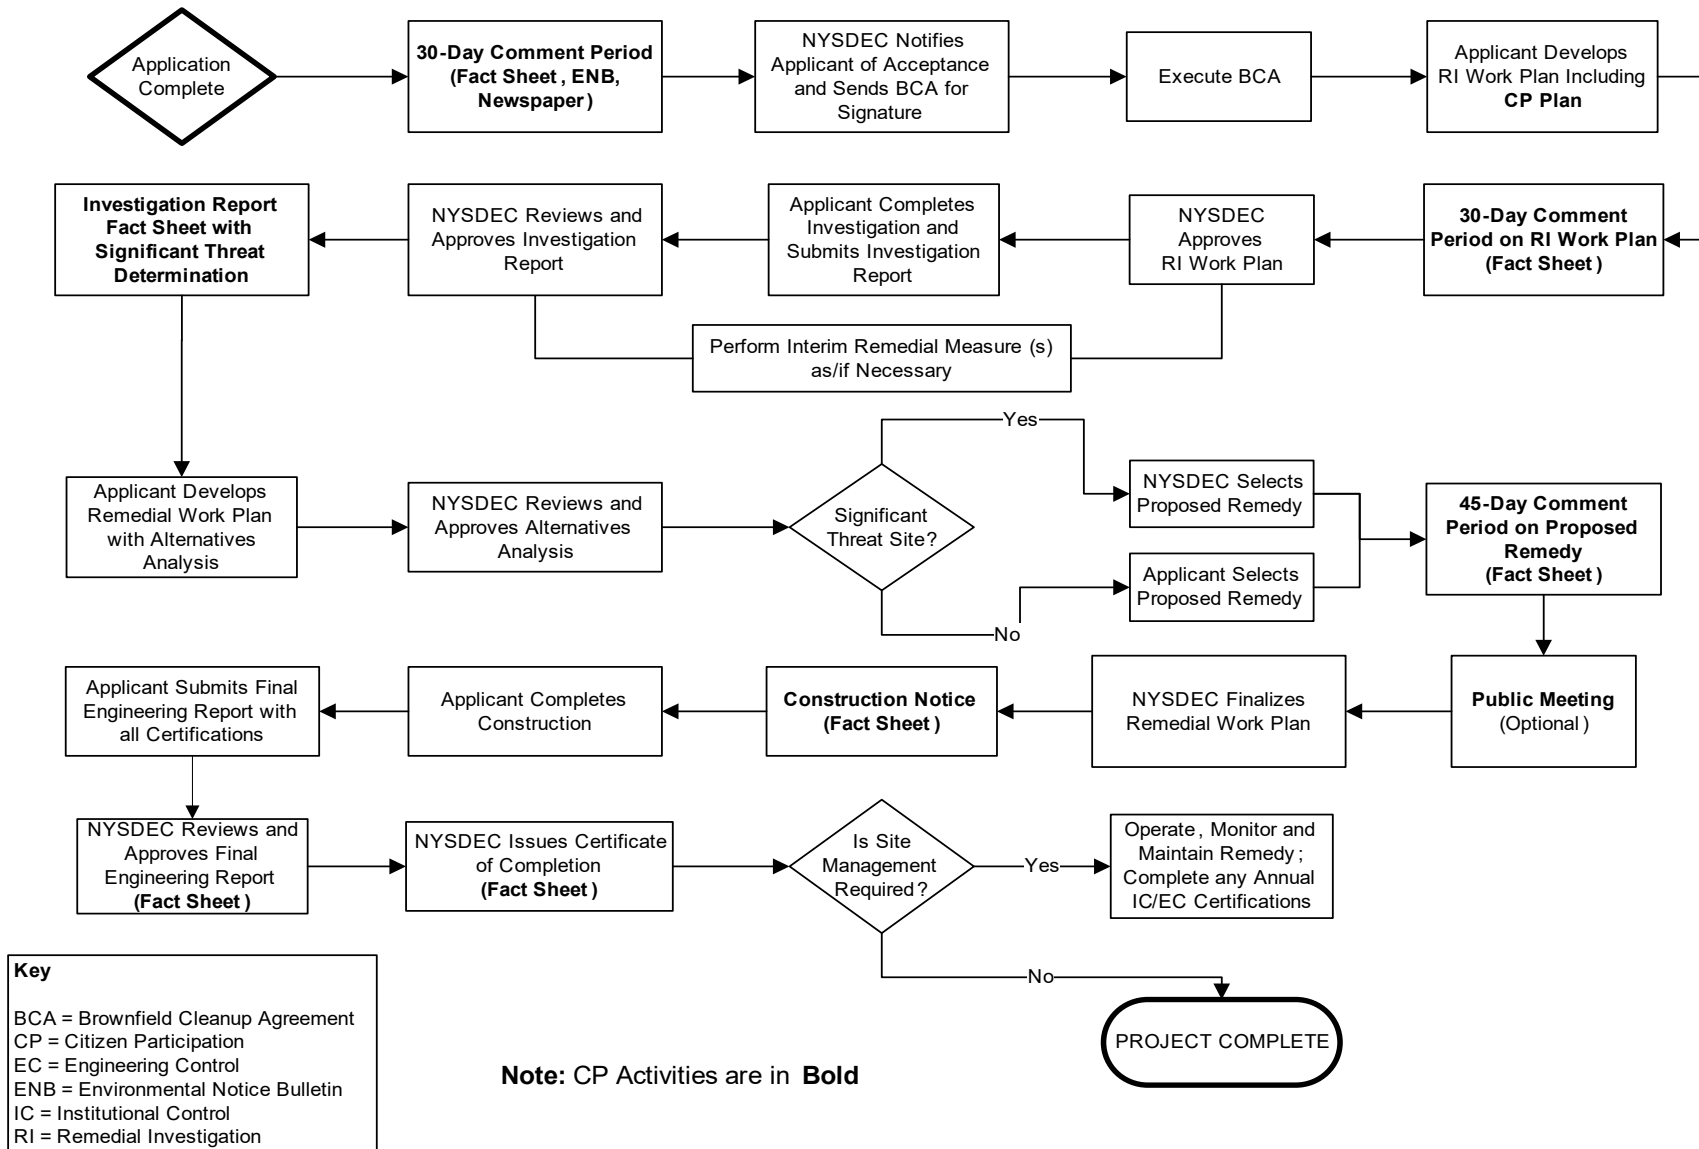 Application
Complete
30-Day Comment Period
(Fact Sheet , ENB,
Newspaper )
NYSDEC Notifies
Applicant of Acceptance
and Sends BCA for
Signature
Execute BCA
Applicant Develops
RI Work Plan Including
CP Plan
Investigation Report
Fact Sheet with
Significant Threat
Determination
NYSDEC Reviews and
Approves Investigation
Report
Applicant Completes
Investigation and
Submits Investigation
Report
NYSDEC
Approves
RI Work Plan
30-Day Comment
Period on RI Work Plan
(Fact Sheet )
Perform Interim Remedial Measure (s)
as/if Necessary
Applicant Develops
Remedial Work Plan
with Alternatives
Analysis
NYSDEC Reviews and
Approves Alternatives
Analysis
Significant
Threat Site?
Yes
No
NYSDEC Selects
Proposed Remedy
Applicant Selects
Proposed Remedy
45-Day Comment
Period on Proposed
Remedy
(Fact Sheet )
Applicant Submits Final
Engineering Report with
all Certifications
Applicant Completes
Construction
Construction Notice
(Fact Sheet )
NYSDEC Finalizes
Remedial Work Plan
Public Meeting
(Optional )
NYSDEC Reviews and
Approves Final
Engineering Report
(Fact Sheet )
NYSDEC Issues Certificate
of Completion
(Fact Sheet )
Is Site
Management
Required?
Yes
Operate , Monitor and
Maintain Remedy ;
Complete any Annual
IC/EC Certifications
No
PROJECT COMPLETE
Key
BCA = Brownfield Cleanup Agreement
CP = Citizen Participation
EC = Engineering Control
ENB = Environmental Notice Bulletin
IC = Institutional Control
RI = Remedial Investigation
Note: CP Activities are in Bold